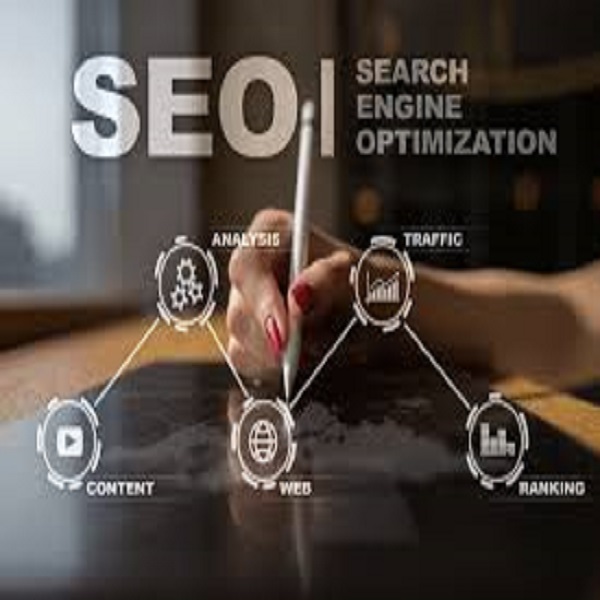 SEO
SEARCH
ENGINE
OPTIMIZATION
ANALYSIS
TRAFFIC
CONTENT
WEB
RANKING